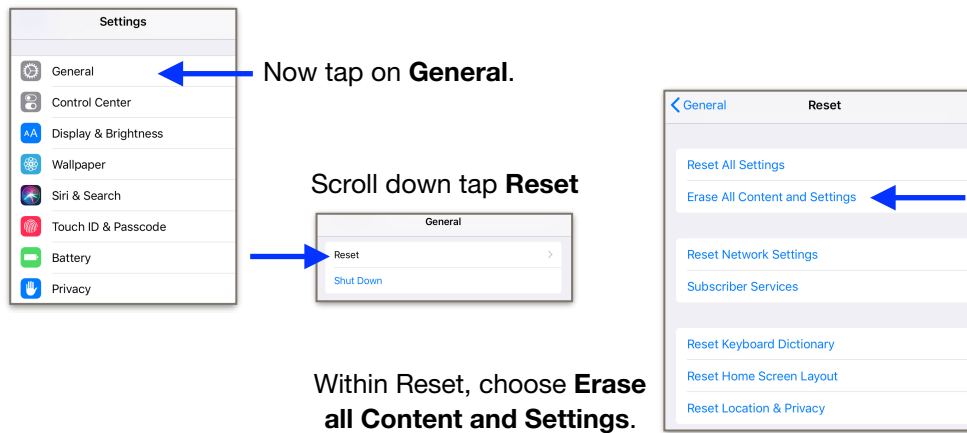 Settings
General
Control Center
AA Display & Brightness
Wallpaper
Siri & Search
Touch ID & Passcode
Battery
Privacy
Now tap on General.
Scroll down tap Reset
General
Reset
Shut Down
Within Reset, choose Erase
all Content and Settings.
General Reset
Reset All Settings
Erase All Content and Settings
Reset Network Settings
Subscriber Services
Reset Keyboard Dictionary
Reset Home Screen Layout
Reset Location & Privacy